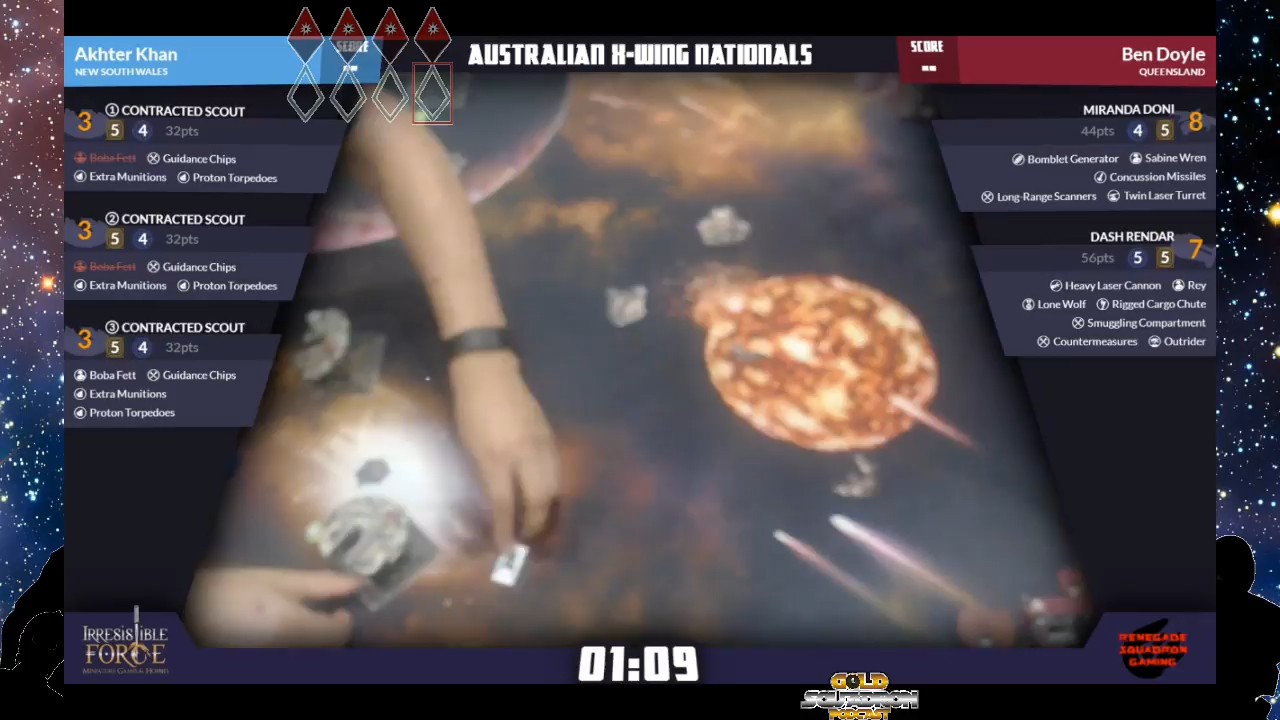 Akhter Khan
NEW SOUTH WALES
SCORE
--
AUSTRALIAN X-WING NATIONALS
SCORE
--
Ben Doyle
QUEENSLAND
3
1 CONTRACTED SCOUT
5 4 32pts
Boba Fett Guidance Chips
Extra Munitions Proton Torpedoes
3
2 CONTRACTED SCOUT
5 4 32pts
Boba Fett Guidance Chips
Extra Munitions Proton Torpedoes
3
3 CONTRACTED SCOUT
5 4 32pts
Boba Fett Guidance Chips
Extra Munitions
Proton Torpedoes
MIRANDA DONI
8
44pts 4 5
Bomblet Generator Sabine Wren
Concussion Missiles
Long-Range Scanners Twin Laser Turret
DASH RENDAR
7
56pts 5 5
Heavy Laser Cannon Rey
Lone Wolf Rigged Cargo Chute
Smuggling Compartment
Countermeasures Outrider
IRRESISTIBLE
FORCE
MINIATURE GAMES & HOBBY
01:09
RENEGADE
SQUADRON
GAMING
GOLD
SQUADRON
PODCAST